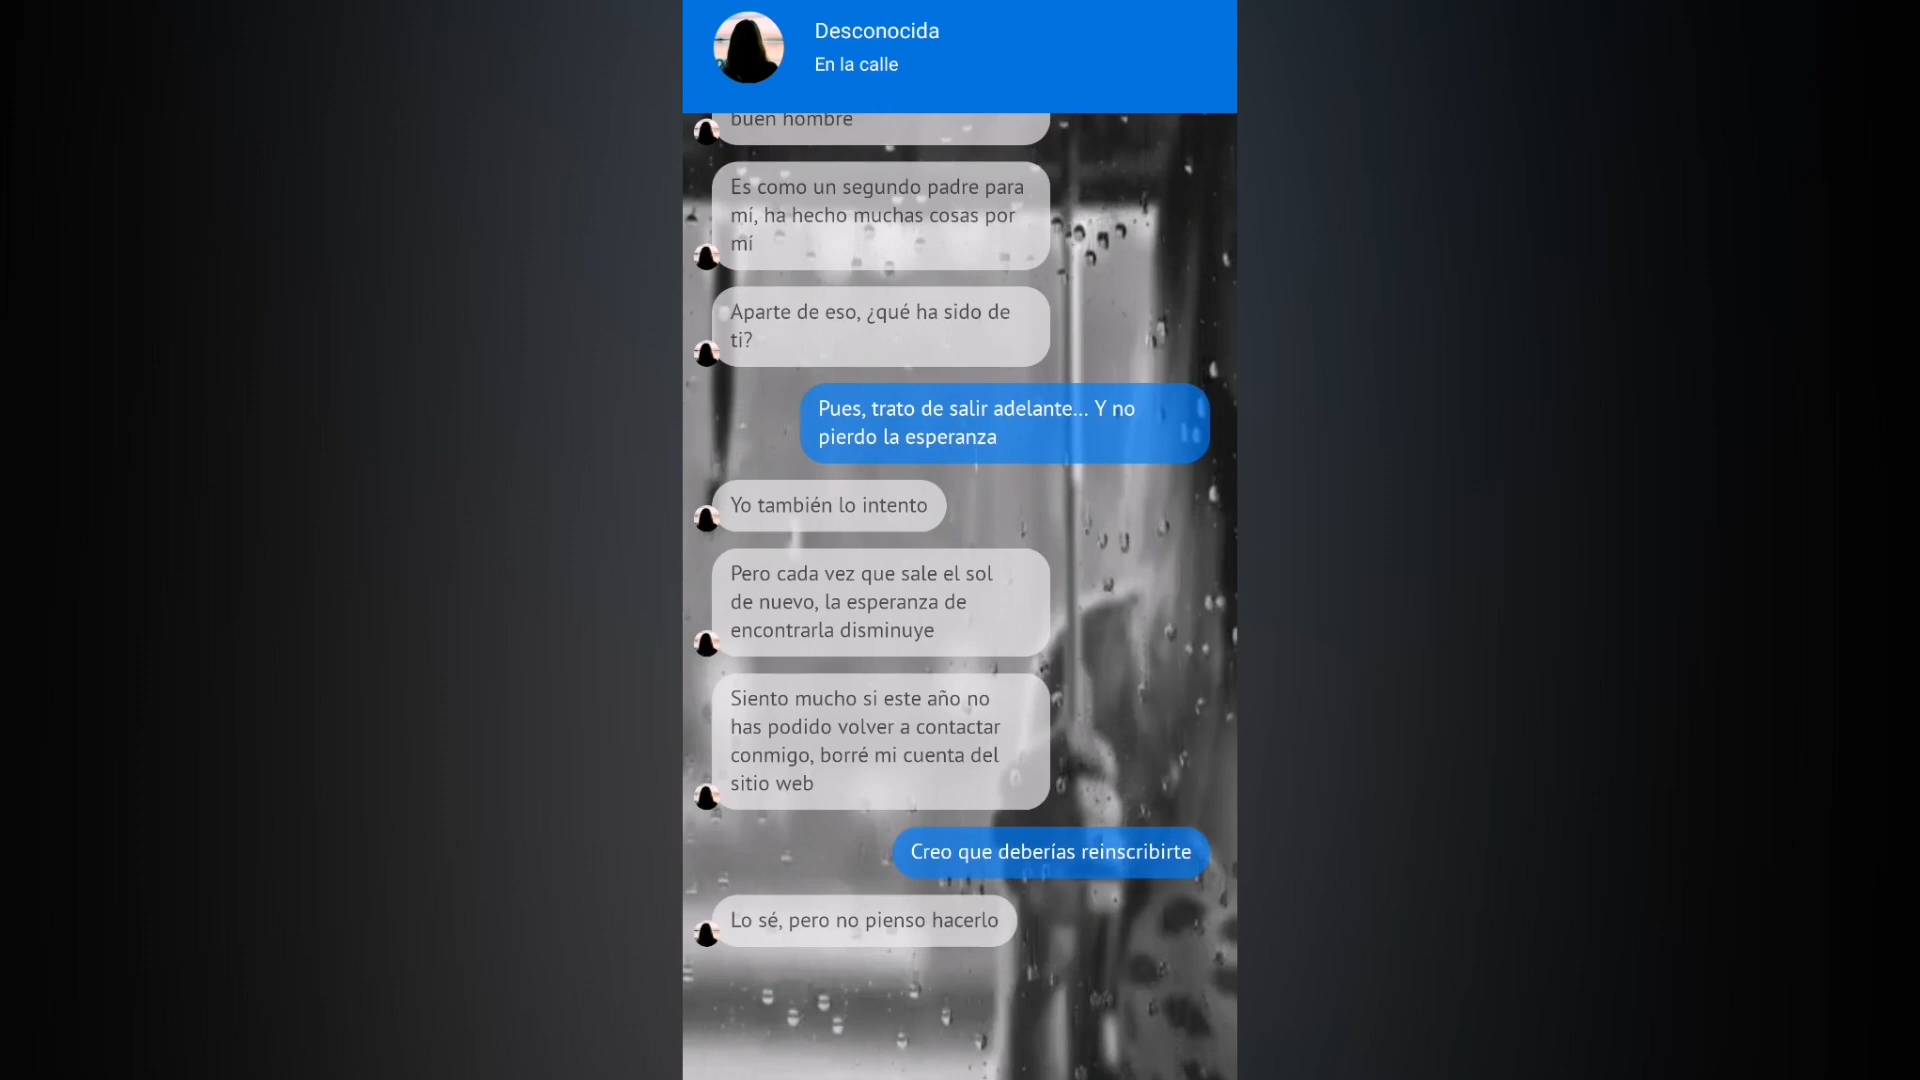 Desconocida
En la calle
buen hombre
Es como un segundo padre para
mí, ha hecho muchas cosas por
mí
Aparte de eso, ¿qué ha sido de
ti?
Pues, trato de salir adelante... Y no
pierdo la esperanza
Yo también lo intento
Pero cada vez que sale el sol
de nuevo, la esperanza de
encontrarla disminuye
Siento mucho si este año no
has podido volver a contactar
conmigo, borré mi cuenta del
sitio web
Creo que deberías reinscribirte
Lo sé, pero no pienso hacerlo